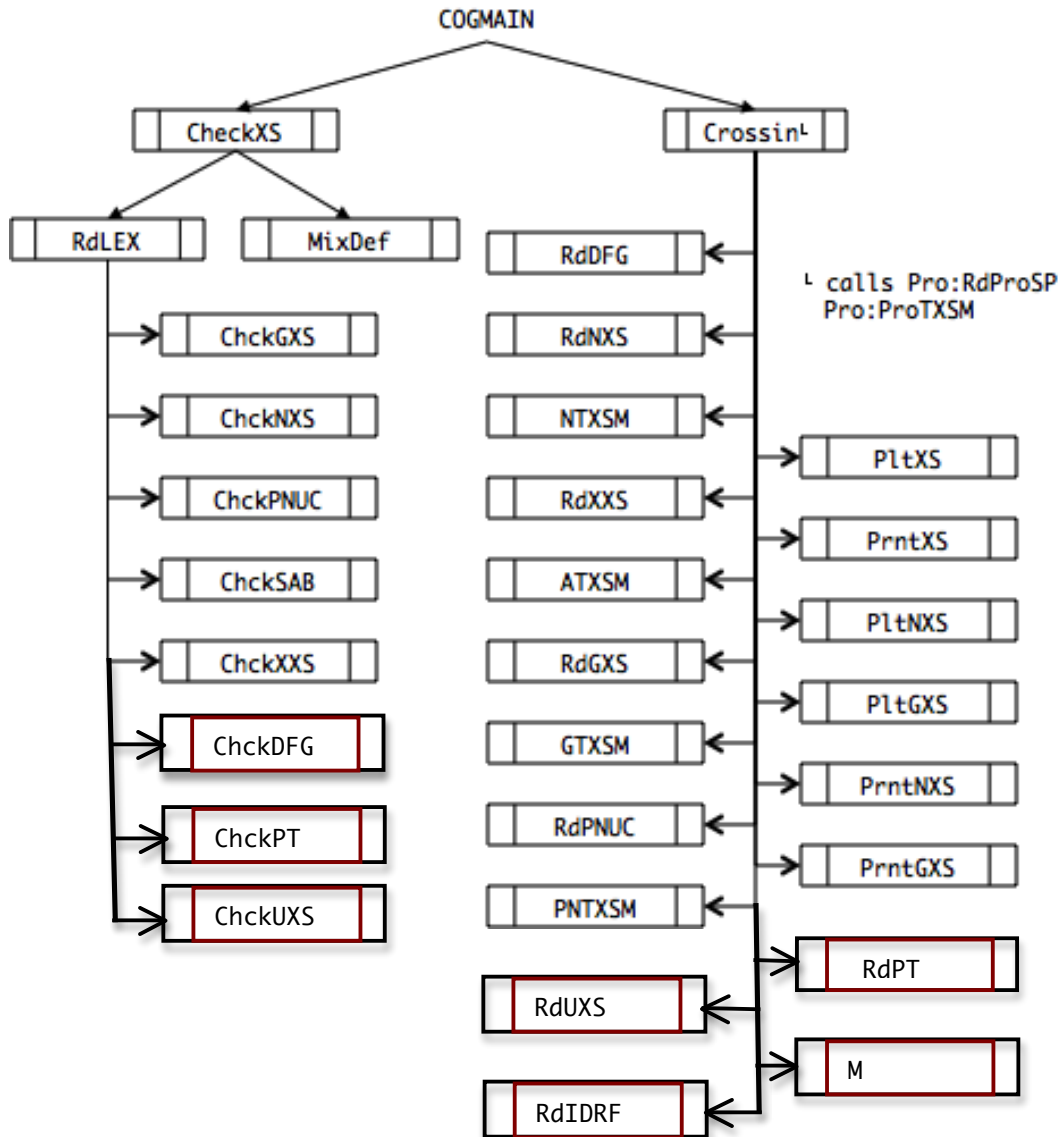 COGMAIN
CheckXS
Crossin└
RdLEX
MixDef
RdDFG
└ calls Pro:RdProSP
Pro:ProTXSM
ChckGXS
RdNXS
ChckNXS
NTXSM
PltXS
ChckPNUC
RdXXS
PrntXS
ChckSAB
ATXSM
PltNXS
ChckXXS
RdGXS
PltGXS
ChckDFG
GTXSM
PrntNXS
ChckPT
RdPNUC
PrntGXS
ChckUXS
PNTXSM
RdPT
RdUXS
M
RdIDRF